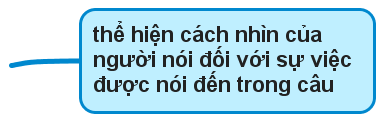 thể hiện cách nhìn của
người nói đối với sự việc
được nói đến trong câu